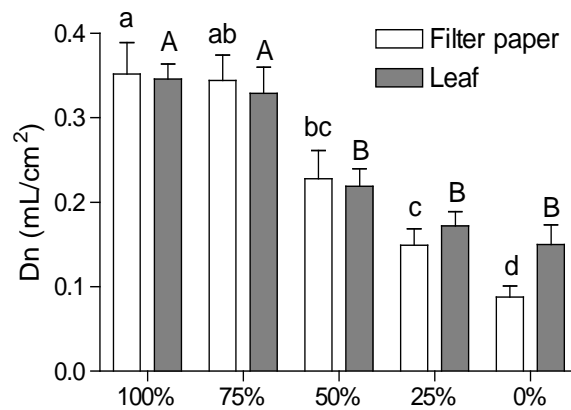 0.4
0.3
0.2
0.1
0.0
Dn (mL/cm²)
a
A
ab
A
bc
B
c
B
d
B
Filter paper
Leaf
100%
75%
50%
25%
0%